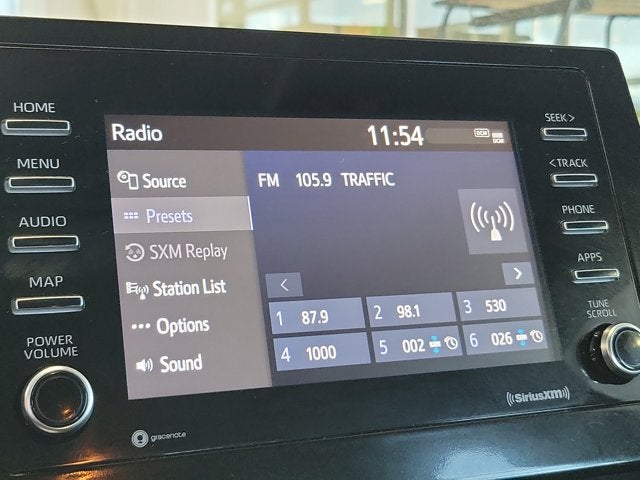 HOME
MENU
AUDIO
MAP
POWER
VOLUME
Radio 11:54 DCM DCM
Source
Presets
SXM Replay
Station List
Options
Sound
FM 105.9 TRAFFIC
< >
1 87.9 2 98.1 3 530
4 1000 5 002 6 026
SEEK >
< TRACK
PHONE
APPS
TUNE
SCROLL
gracenote
((SiriusXM))